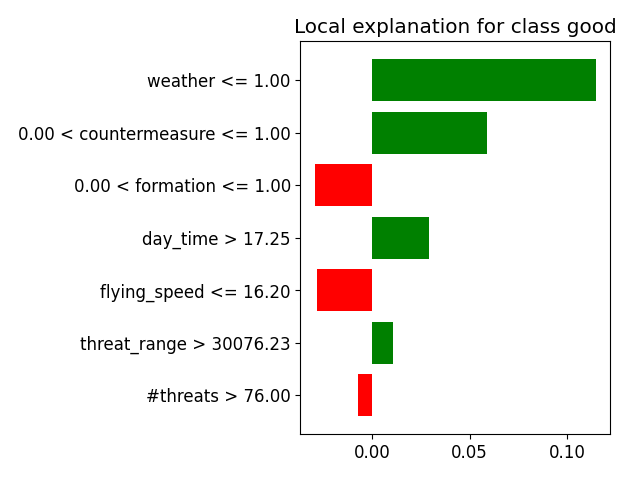 Local explanation for class good
weather <= 1.00
0.00 < countermeasure <= 1.00
0.00 < formation <= 1.00
day_time > 17.25
flying_speed <= 16.20
threat_range > 30076.23
#threats > 76.00
0.00 0.05 0.10